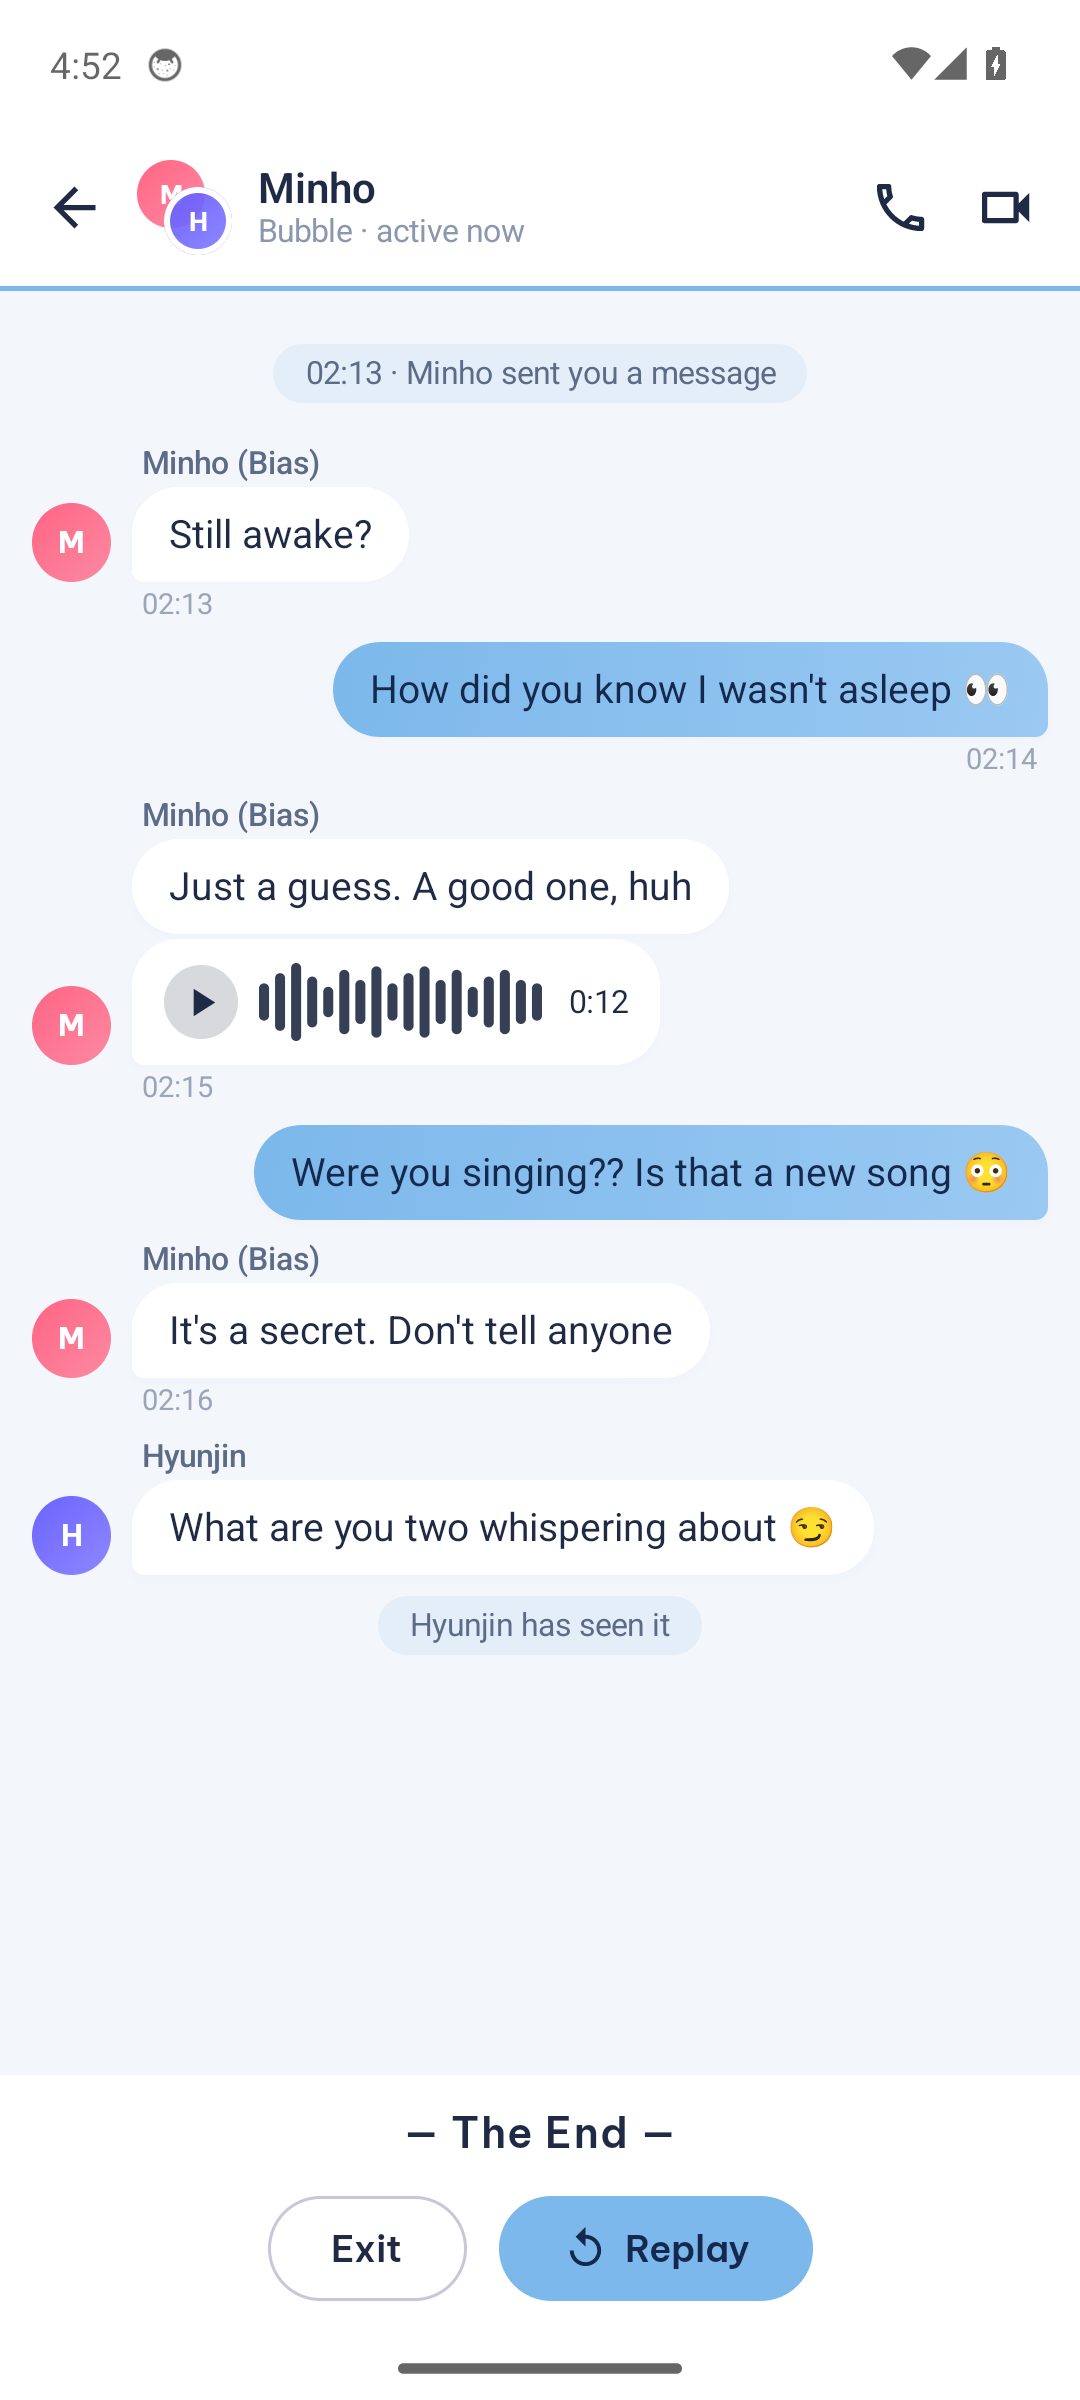 4:52
M
H
Minho
Bubble · active now
02:13 · Minho sent you a message
Minho (Bias)
M
Still awake?
02:13
How did you know I wasn't asleep 👀
02:14
Minho (Bias)
Just a guess. A good one, huh
M
0:12
02:15
Were you singing?? Is that a new song 😳
Minho (Bias)
M
It's a secret. Don't tell anyone
02:16
Hyunjin
H
What are you two whispering about 😏
Hyunjin has seen it
— The End —
Exit
Replay